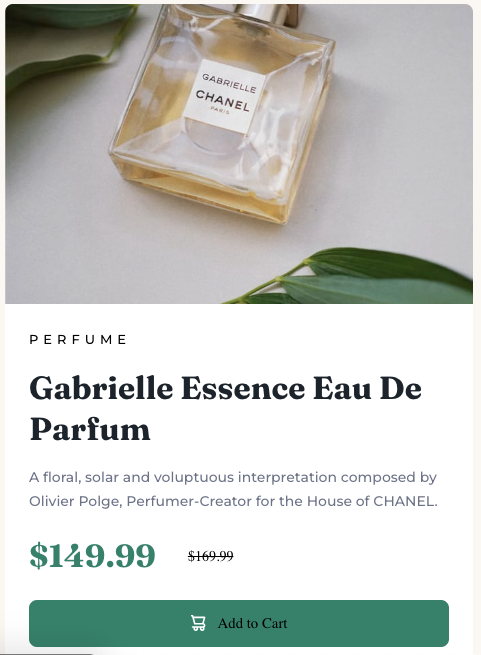 GABRIELLE
CHANEL
PARIS
PERFUME
Gabrielle Essence Eau De
Parfum
A floral, solar and voluptuous interpretation composed by
Olivier Polge, Perfumer-Creator for the House of CHANEL.
$149.99 $169.99
Add to Cart